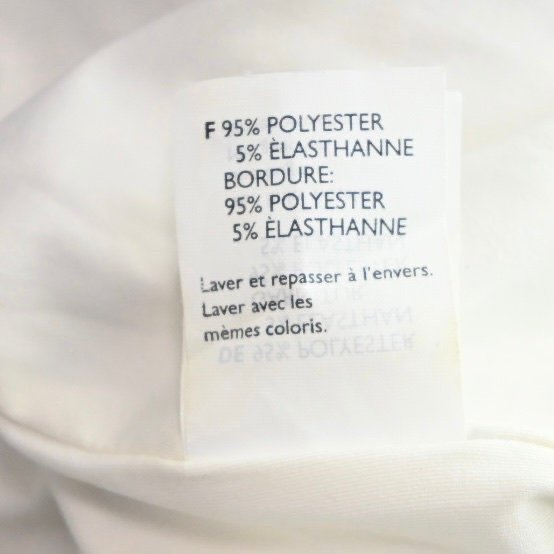 F 95% POLYESTER
5% ÈLASTHANNE
BORDURE:
95% POLYESTER
5% ÈLASTHANNE
Laver et repasser à l'envers.
Laver avec les
mèmes coloris.